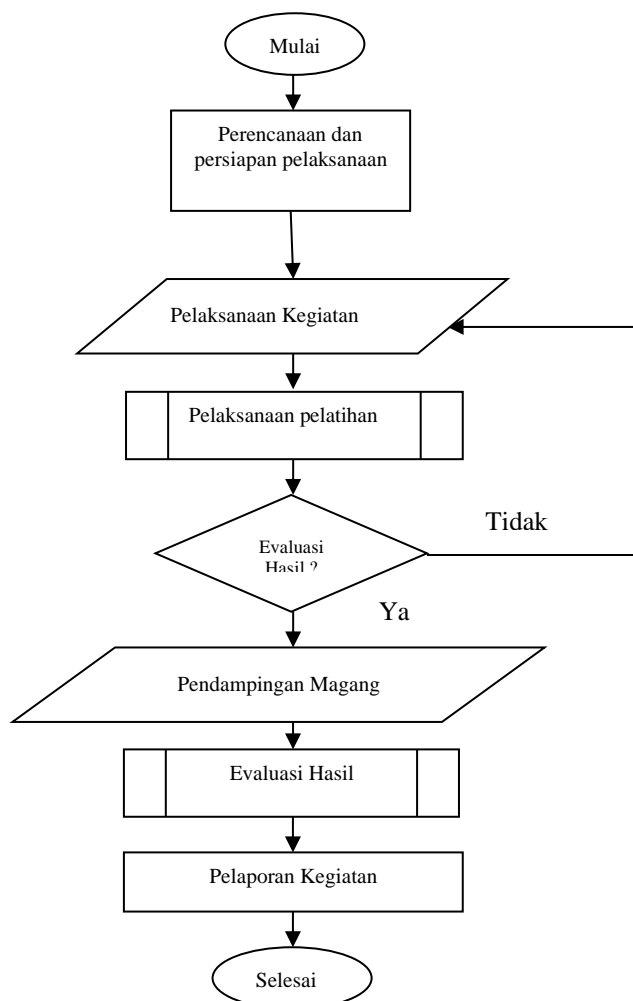 Mulai
Perencanaan dan
persiapan pelaksanaan
Pelaksanaan Kegiatan
Pelaksanaan pelatihan
Tidak
Evaluasi
Hasil ?
Ya
Pendampingan Magang
Evaluasi Hasil
Pelaporan Kegiatan
Selesai